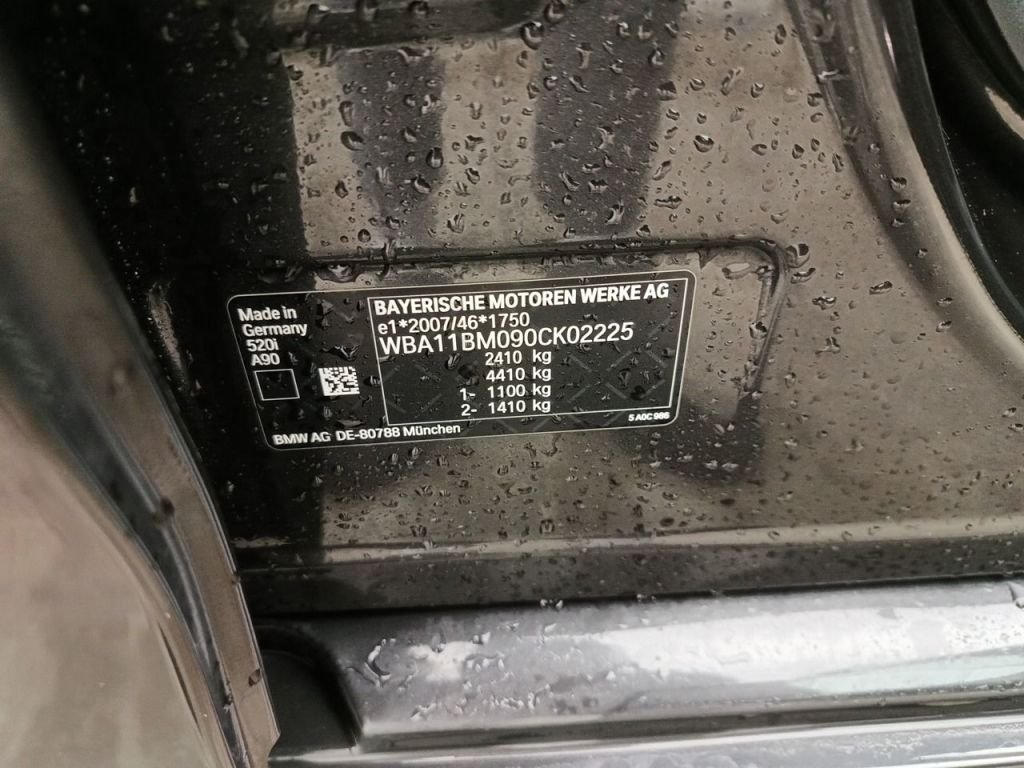 Made in
Germany
520i
A90
BAYERISCHE MOTOREN WERKE AG
e1*2007/46*1750
WBA11BM090CK02225
2410 kg
4410 kg
1- 1100 kg
2- 1410 kg
5 A0C 986
BMW AG DE-80788 München